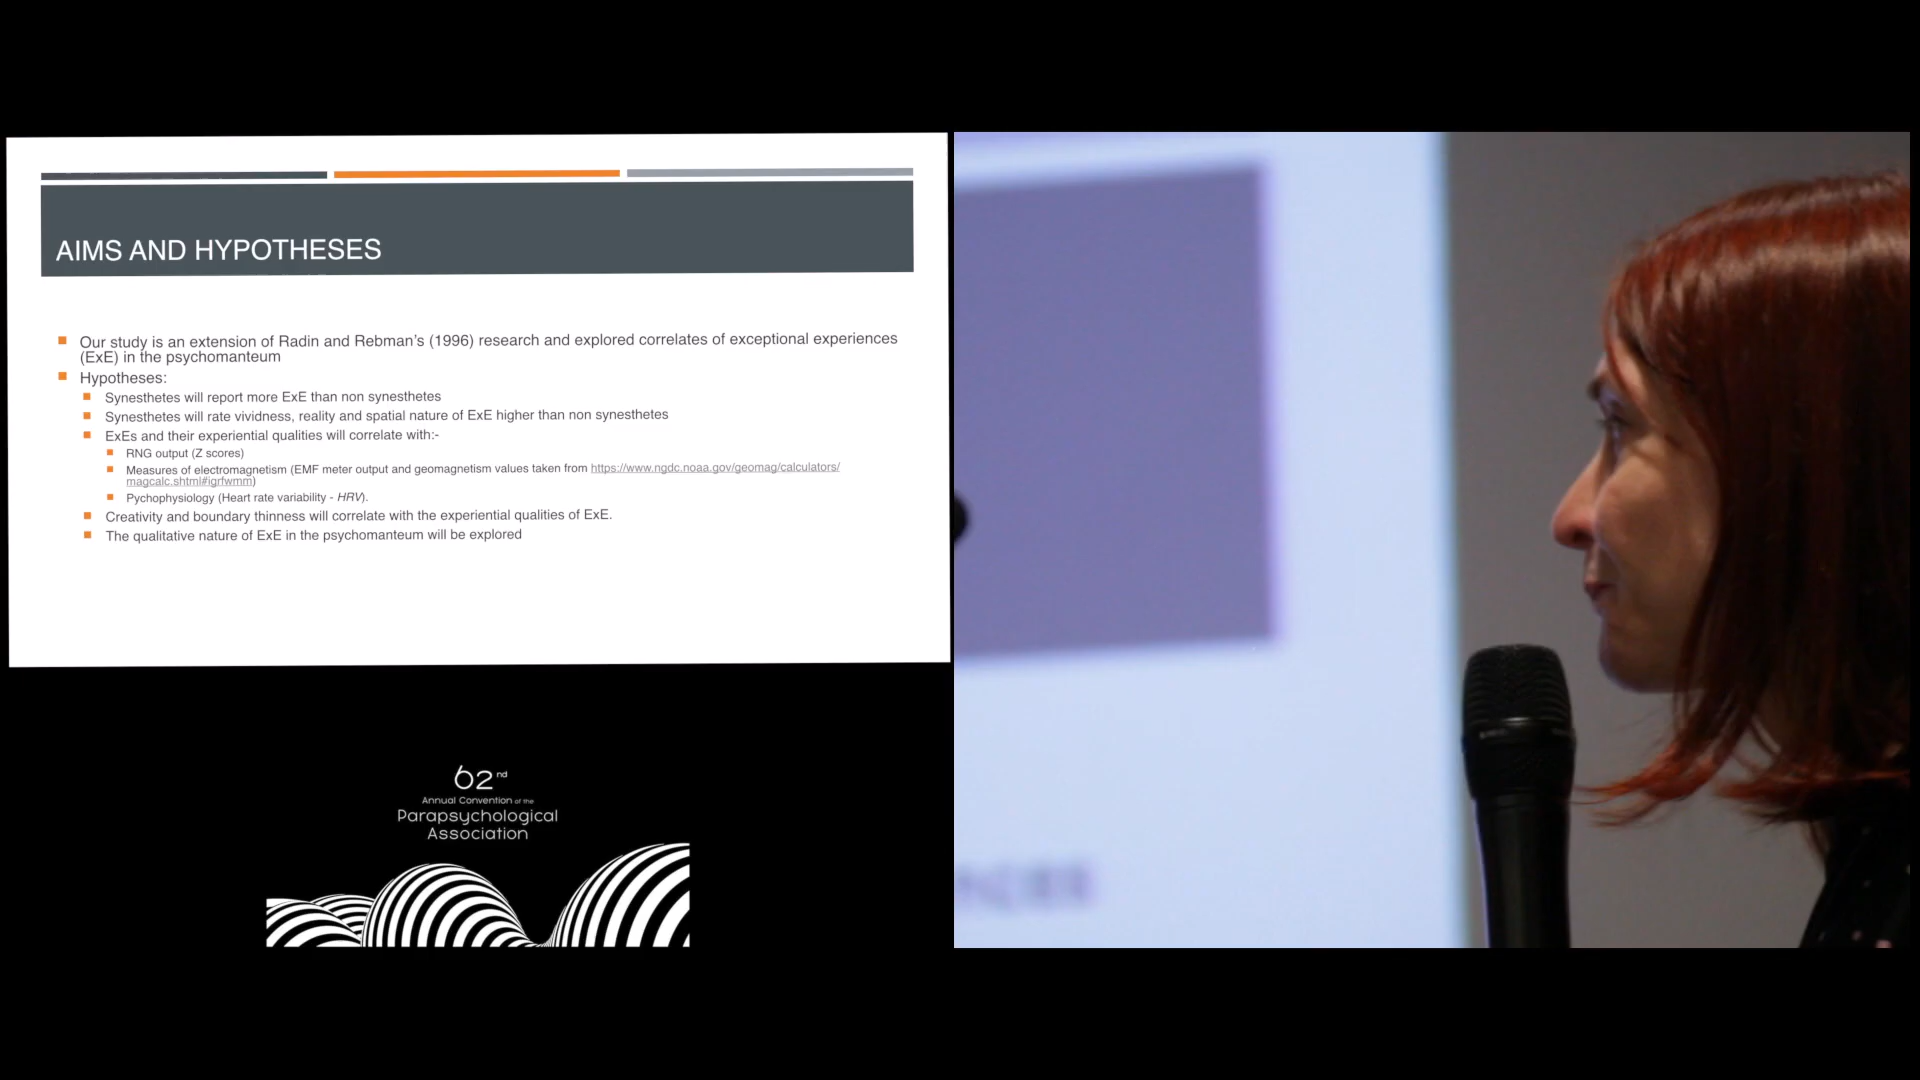 AIMS AND HYPOTHESES
Our study is an extension of Radin and Rebman's (1996) research and explored correlates of exceptional experiences
(ExE) in the psychomanteum
Hypotheses:
Synesthetes will report more ExE than non synesthetes
Synesthetes will rate vividness, reality and spatial nature of ExE higher than non synesthetes
ExEs and their experiential qualities will correlate with:-
RNG output (Z scores)
Measures of electromagnetism (EMF meter output and geomagnetism values taken from https://www.ngdc.noaa.gov/geomag/calculators/
magcalc.shtml#igrfwmm)
Pychophysiology (Heart rate variability - HRV).
Creativity and boundary thinness will correlate with the experiential qualities of ExE.
The qualitative nature of ExE in the psychomanteum will be explored
62nd
Annual Convention of the
Parapsychological
Association